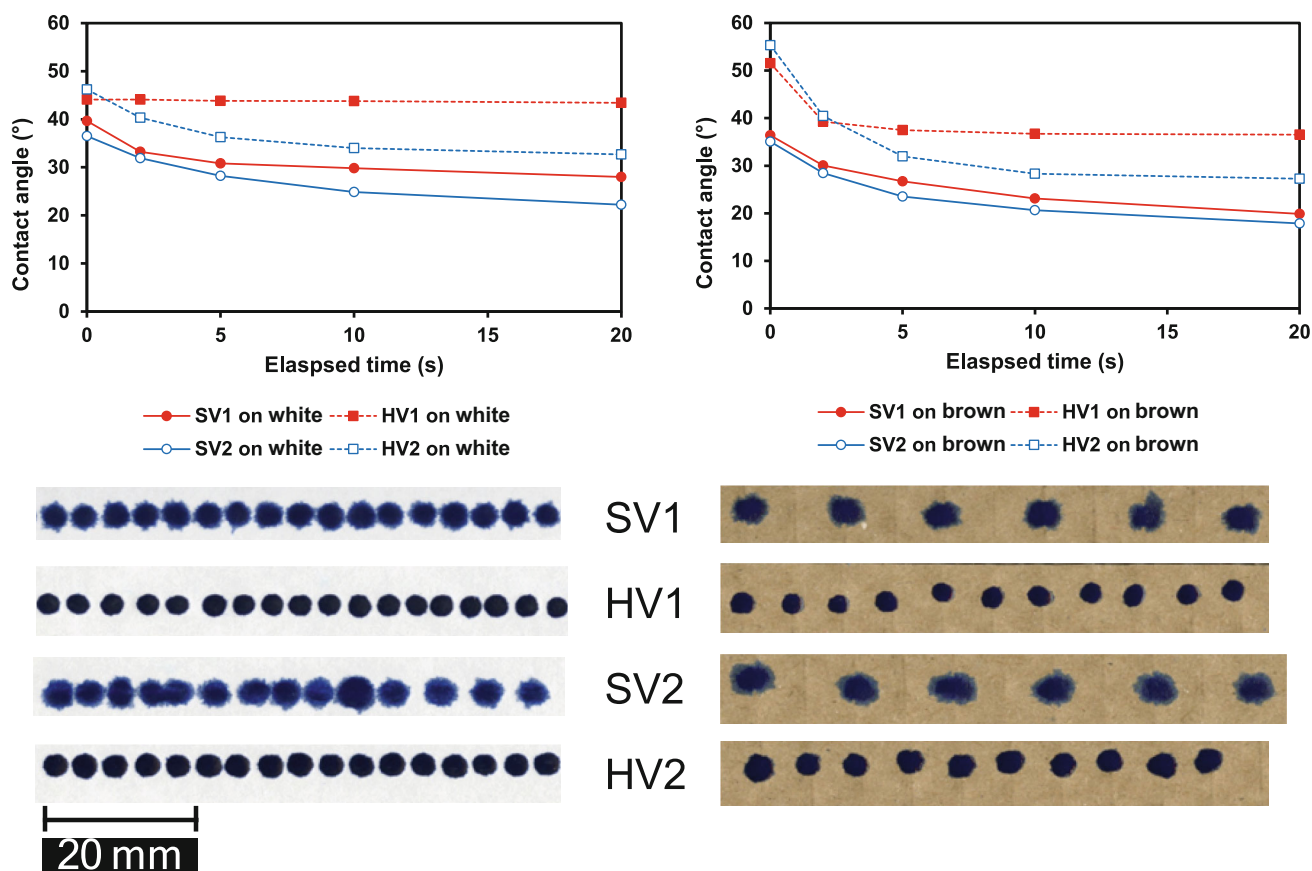 60
50
40
30
20
10
0
Contact angle (°)
0 5 10 15 20
Elaspsed time (s)
SV1 on white HV1 on white
SV2 on white HV2 on white
60
50
40
30
20
10
0
Contact angle (°)
0 5 10 15 20
Elaspsed time (s)
SV1 on brown HV1 on brown
SV2 on brown HV2 on brown
SV1
HV1
SV2
HV2
20 mm